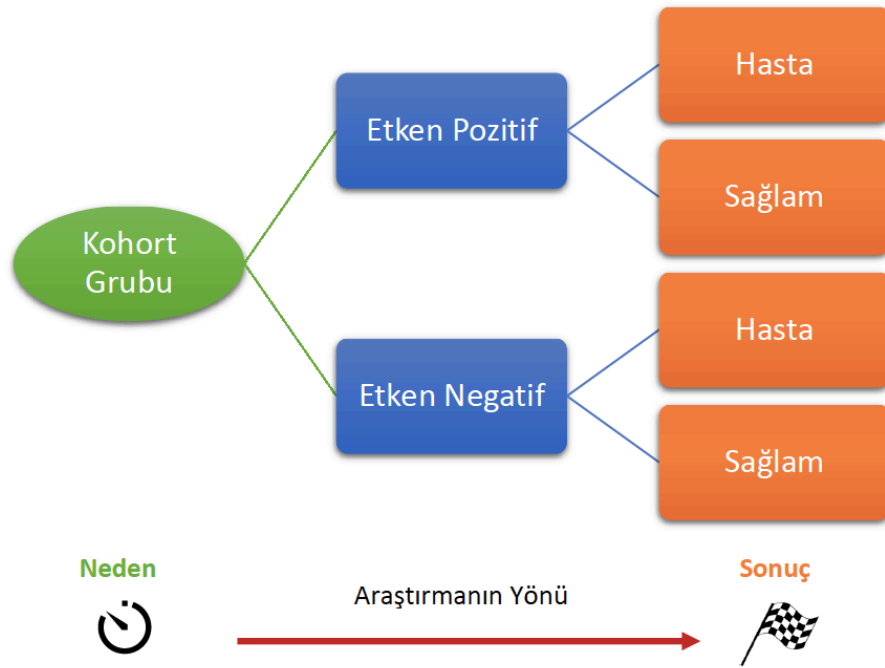 Hasta
Etken Pozitif
Sağlam
Kohort
Grubu
Hasta
Etken Negatif
Sağlam
Neden
Sonuç
Araştırmanın Yönü